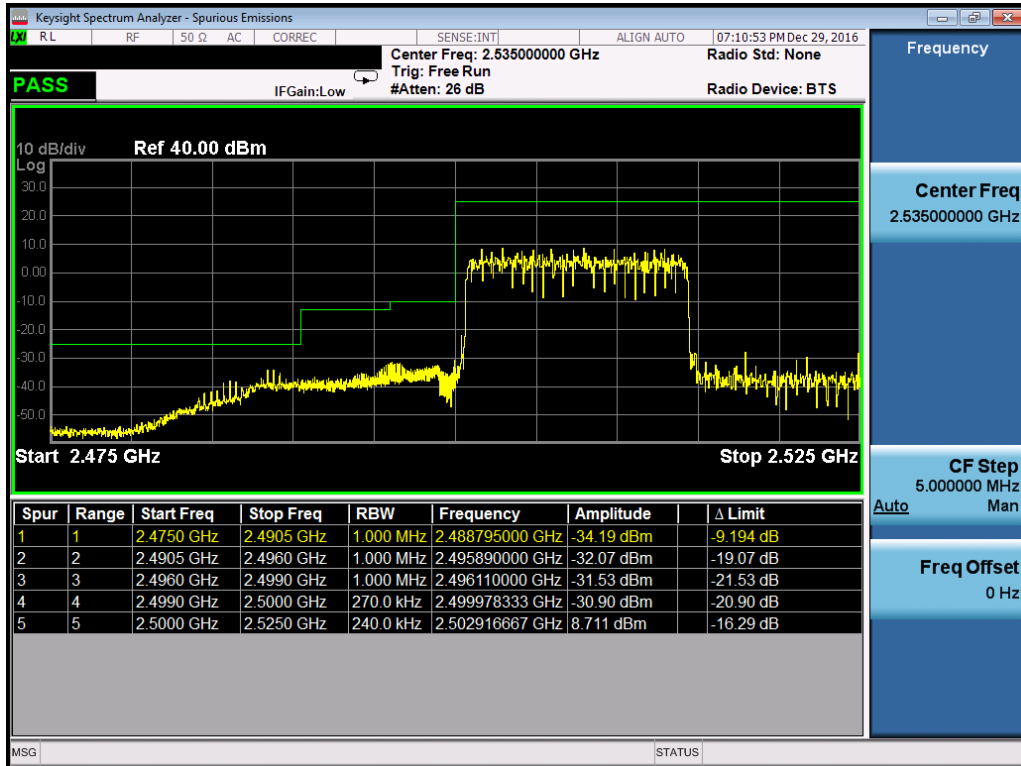 Keysight Spectrum Analyzer - Spurious Emissions
LXI RL RF 50 Ω AC CORREC SENSE:INT ALIGN AUTO 07:10:53 PM Dec 29, 2016
Center Freq: 2.535000000 GHz Radio Std: None
Trig: Free Run
PASS IFGain:Low #Atten: 26 dB Radio Device: BTS
10 dB/div Ref 40.00 dBm
Log
30.0
20.0
10.0
0.00
-10.0
-20.0
-30.0
-40.0
-50.0
Start 2.475 GHz Stop 2.525 GHz
Spur Range Start Freq Stop Freq RBW Frequency Amplitude Δ Limit
1 1 2.4750 GHz 2.4905 GHz 1.000 MHz 2.488795000 GHz -34.19 dBm -9.194 dB
2 2 2.4905 GHz 2.4960 GHz 1.000 MHz 2.495890000 GHz -32.07 dBm -19.07 dB
3 3 2.4960 GHz 2.4990 GHz 1.000 MHz 2.496110000 GHz -31.53 dBm -21.53 dB
4 4 2.4990 GHz 2.5000 GHz 270.0 kHz 2.499978333 GHz -30.90 dBm -20.90 dB
5 5 2.5000 GHz 2.5250 GHz 240.0 kHz 2.502916667 GHz 8.711 dBm -16.29 dB
MSG STATUS
Frequency
Center Freq
2.535000000 GHz
CF Step
5.000000 MHz
Auto Man
Freq Offset
0 Hz